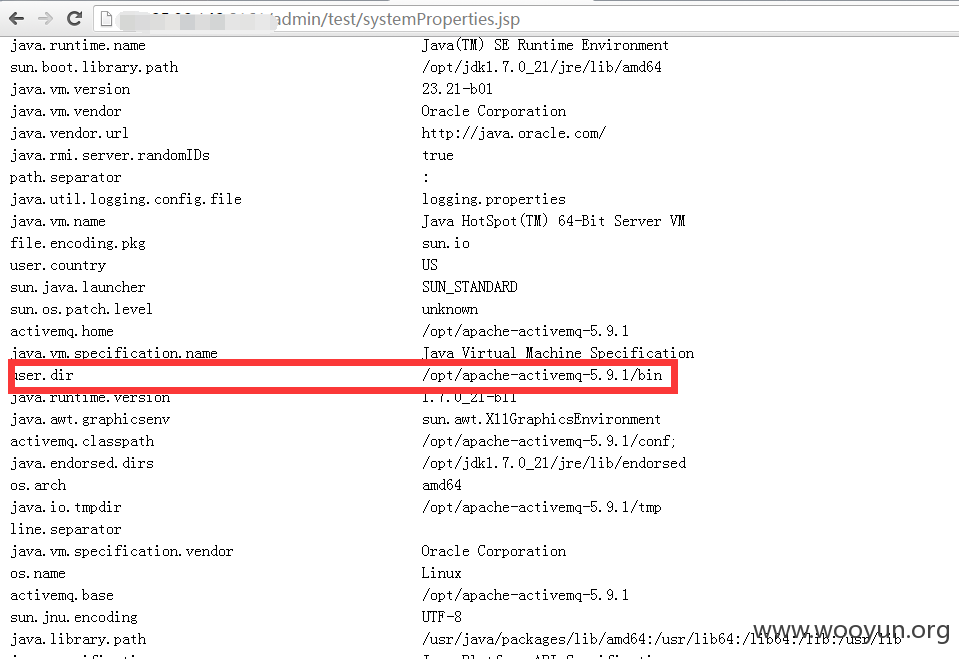 /admin/test/systemProperties.jsp
java.runtime.name Java(TM) SE Runtime Environment
sun.boot.library.path /opt/jdk1.7.0_21/jre/lib/amd64
java.vm.version 23.21-b01
java.vm.vendor Oracle Corporation
java.vendor.url http://java.oracle.com/
java.rmi.server.randomIDs true
path.separator :
java.util.logging.config.file logging.properties
java.vm.name Java HotSpot(TM) 64-Bit Server VM
file.encoding.pkg sun.io
user.country US
sun.java.launcher SUN_STANDARD
sun.os.patch.level unknown
activemq.home /opt/apache-activemq-5.9.1
java.vm.specification.name Java Virtual Machine Specification
user.dir /opt/apache-activemq-5.9.1/bin
java.runtime.version 1.7.0_21-b11
java.awt.graphicsenv sun.awt.X11GraphicsEnvironment
activemq.classpath /opt/apache-activemq-5.9.1/conf;
java.endorsed.dirs /opt/jdk1.7.0_21/jre/lib/endorsed
os.arch amd64
java.io.tmpdir /opt/apache-activemq-5.9.1/tmp
line.separator
java.vm.specification.vendor Oracle Corporation
os.name Linux
activemq.base /opt/apache-activemq-5.9.1
sun.jnu.encoding UTF-8
java.library.path /usr/java/packages/lib/amd64:/usr/lib64:/lib64:/lib:/usr/lib
www.wooyun.org